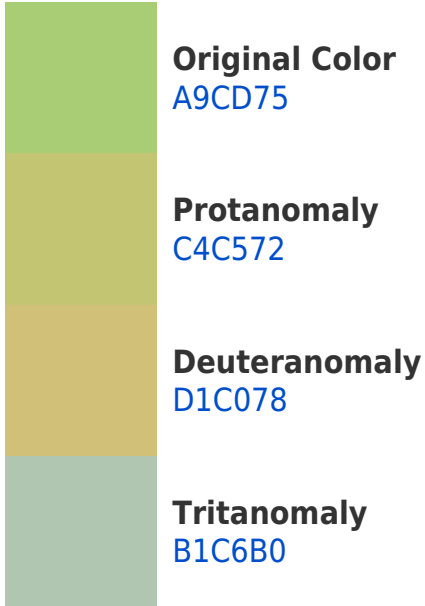 Original Color
A9CD75
Protanomaly
C4C572
Deuteranomaly
D1C078
Tritanomaly
B1C6B0